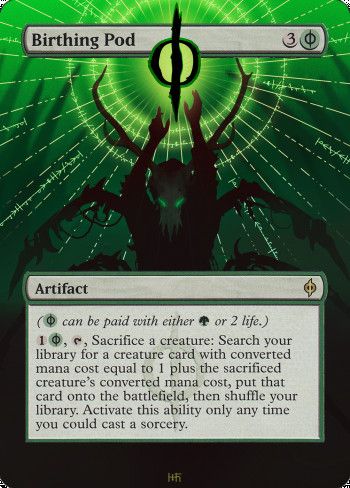 Birthing Pod 3
Artifact
( can be paid with either or 2 life.)
1 , , Sacrifice a creature: Search your
library for a creature card with converted
mana cost equal to 1 plus the sacrificed
creature's converted mana cost, put that
card onto the battlefield, then shuffle your
library. Activate this ability only any time
you could cast a sorcery.